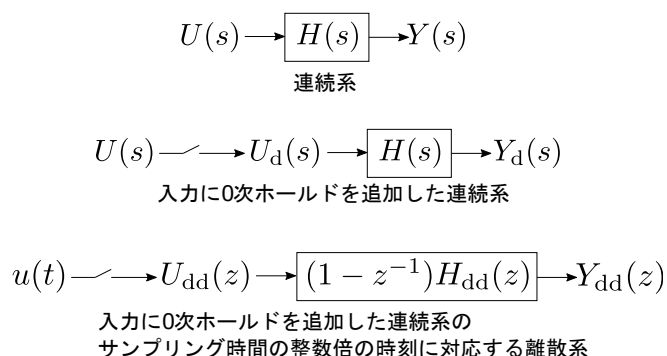 U(s) → H(s) → Y(s)
連続系
U(s) → U_d(s) → H(s) → Y_d(s)
入力に0次ホールドを追加した連続系
u(t) → U_dd(z) → (1 − z^{-1})H_dd(z) → Y_dd(z)
入力に0次ホールドを追加した連続系の
サンプリング時間の整数倍の時刻に対応する離散系